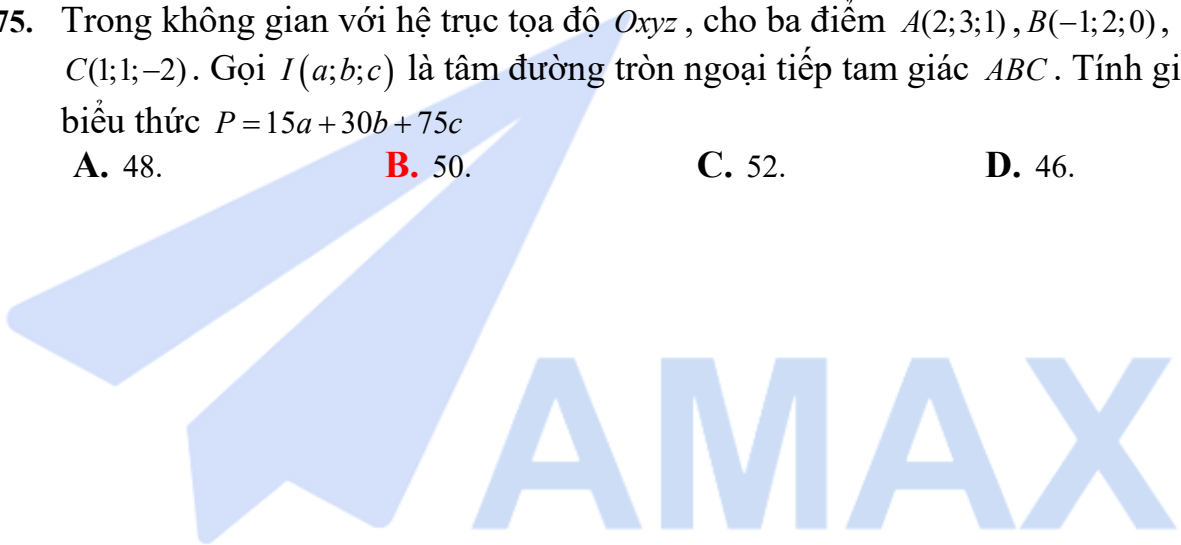 75. Trong không gian với hệ trục tọa độ Oxyz , cho ba điểm A(2;3;1) , B(−1;2;0) ,
C(1;1;−2) . Gọi I(a;b;c) là tâm đường tròn ngoại tiếp tam giác ABC . Tính gi
biểu thức P = 15a + 30b + 75c
A. 48. B. 50. C. 52. D. 46.
AMAX